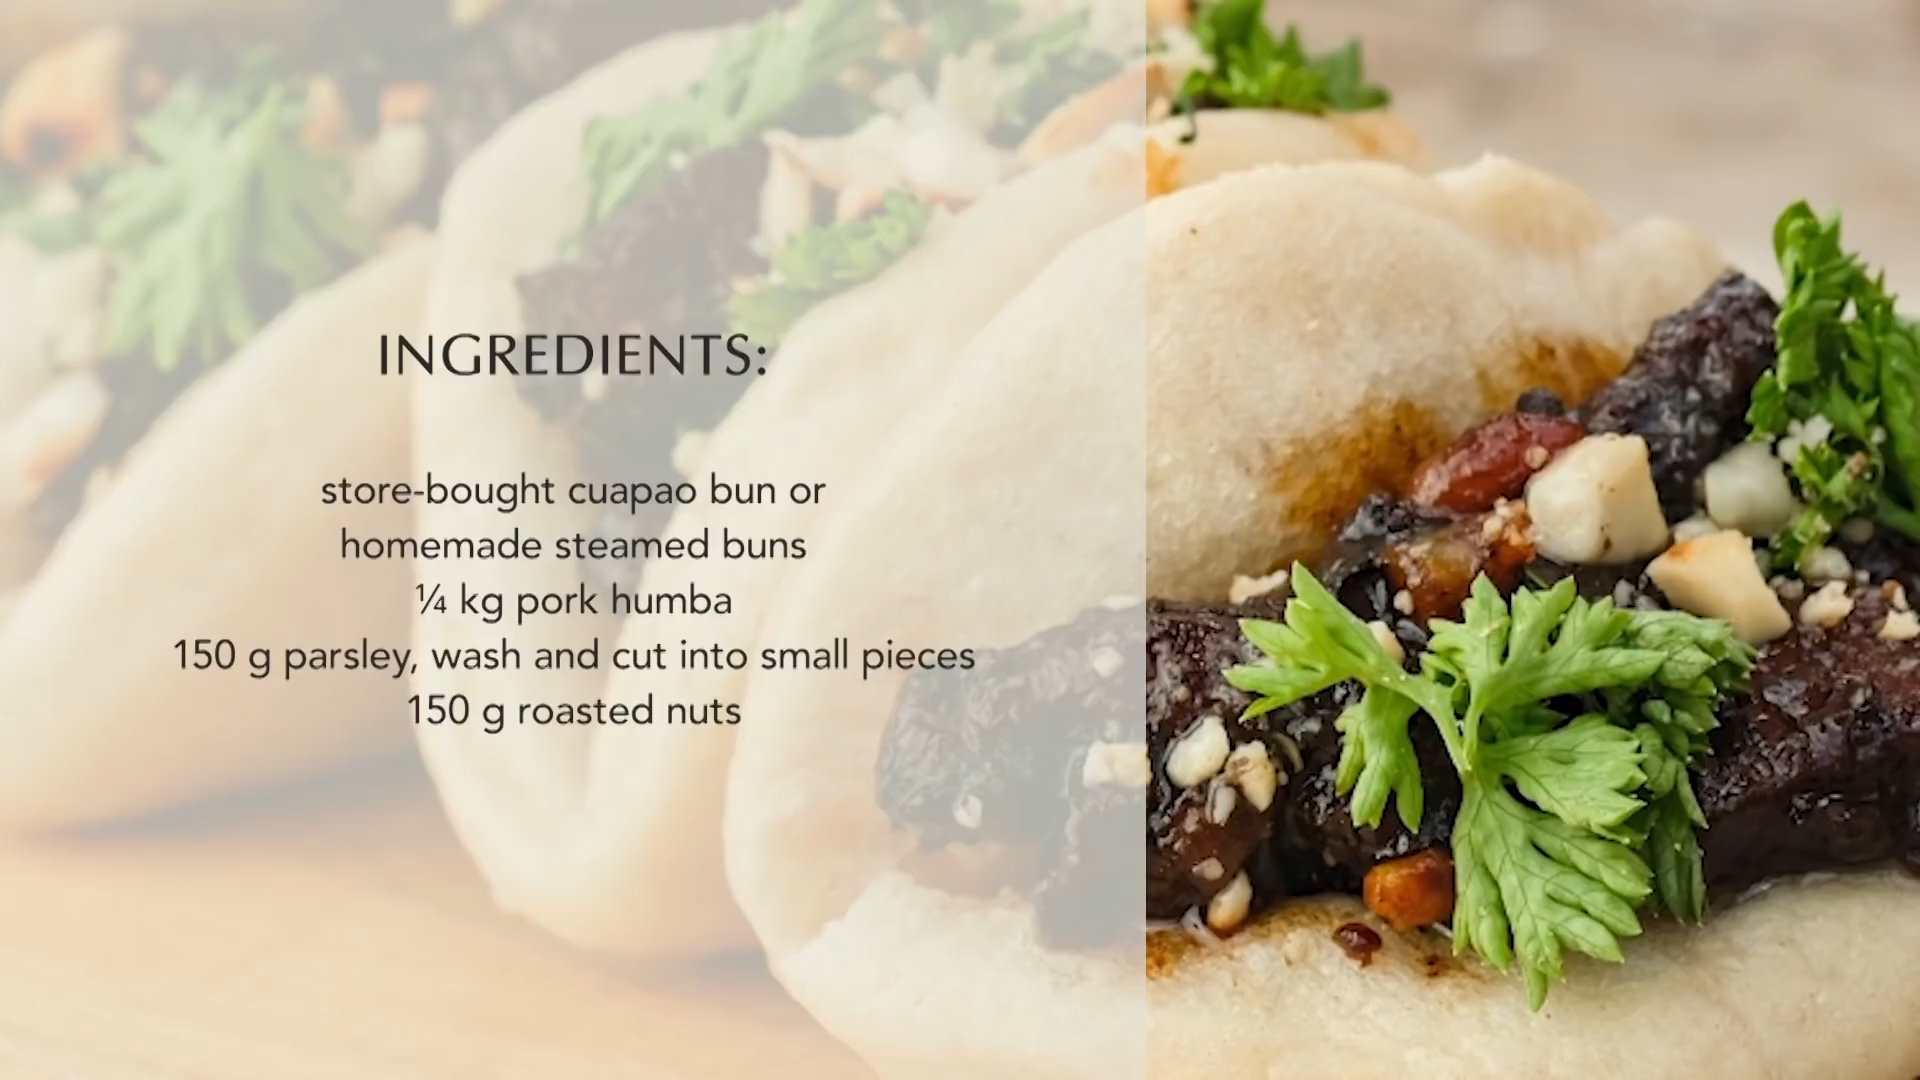 INGREDIENTS:
store-bought cuapao bun or
homemade steamed buns
¼ kg pork humba
150 g parsley, wash and cut into small pieces
150 g roasted nuts